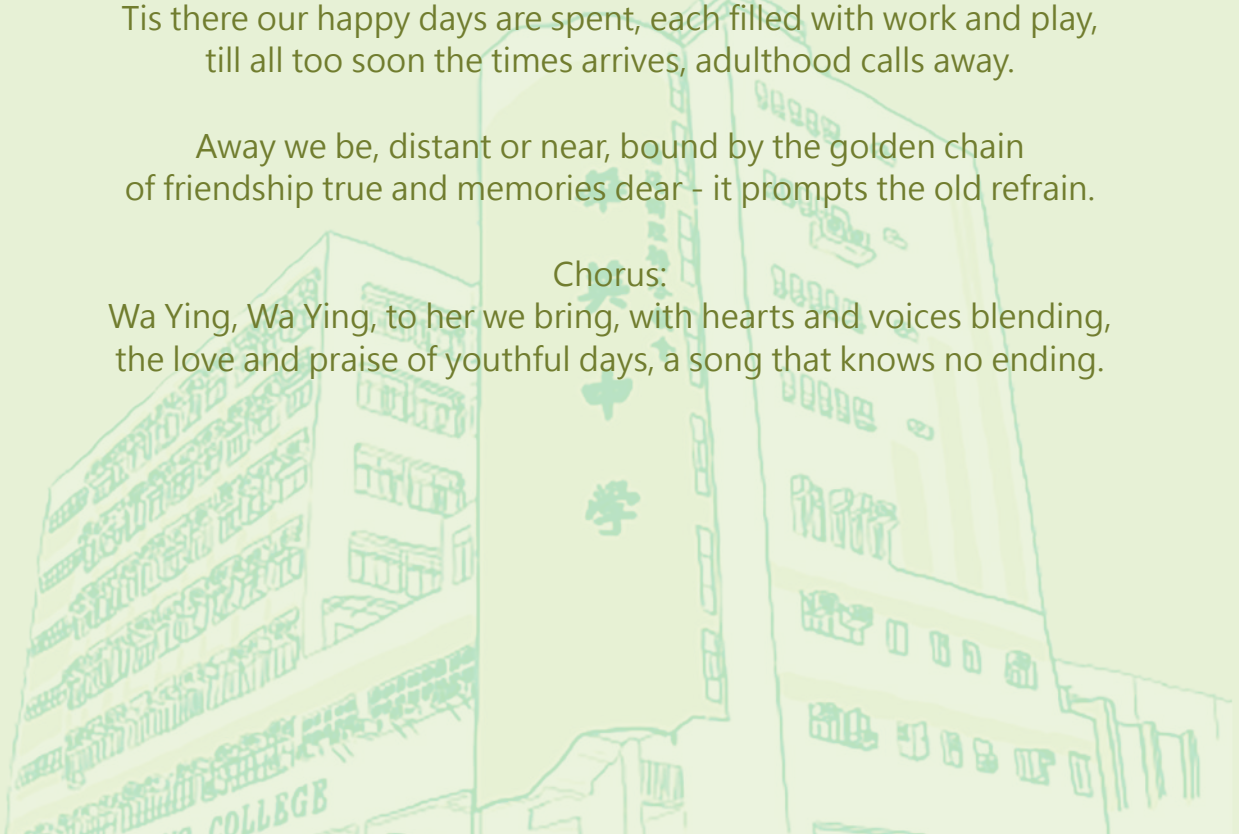 Tis there our happy days are spent, each filled with work and play,
till all too soon the times arrives, adulthood calls away.
Away we be, distant or near, bound by the golden chain
of friendship true and memories dear - it prompts the old refrain.
Chorus:
Wa Ying, Wa Ying, to her we bring, with hearts and voices blending,
the love and praise of youthful days, a song that knows no ending.
英
中
学
COLLEGE